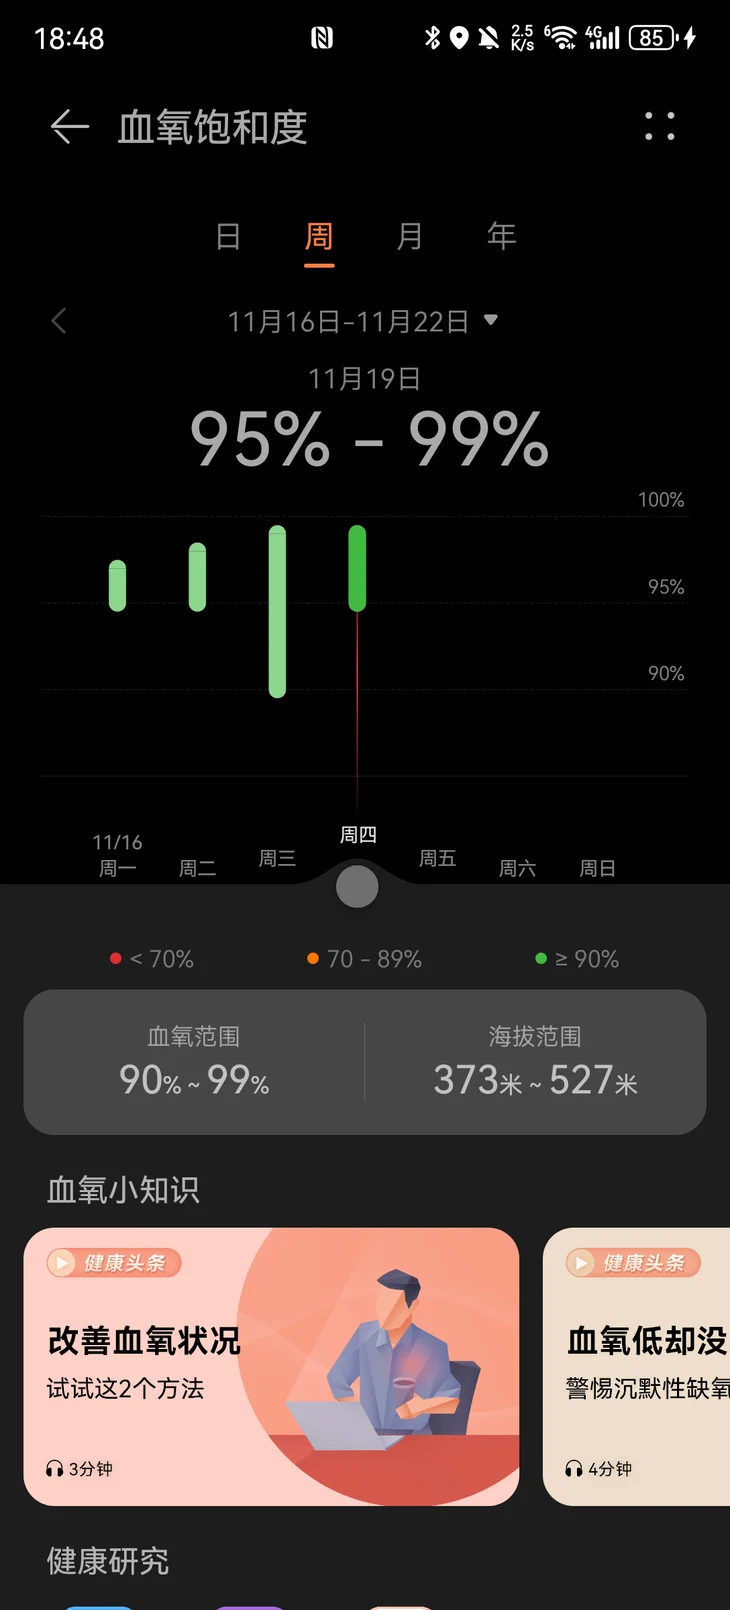 18:48
2.5 K/s
6
4G
85
血氧饱和度
日 周 月 年
11月16日-11月22日
11月19日
95% - 99%
100%
95%
90%
11/16
周一 周二 周三 周四 周五 周六 周日
< 70% 70 - 89% ≥ 90%
血氧范围 海拔范围
90% ~ 99% 373米 ~ 527米
血氧小知识
健康头条
改善血氧状况
试试这2个方法
3分钟
健康头条
血氧低却没
警惕沉默性缺氧
4分钟
健康研究